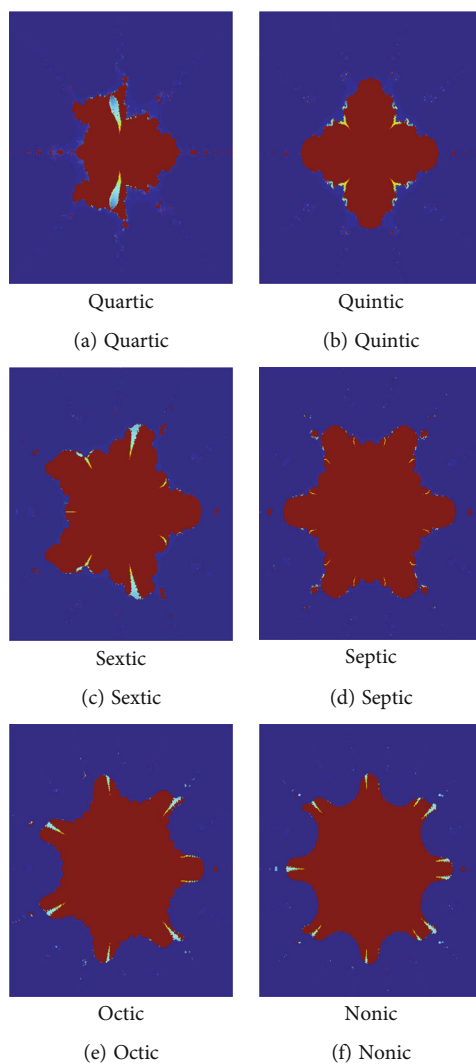 Quartic
Quintic
(a) Quartic
(b) Quintic
Sextic
Septic
(c) Sextic
(d) Septic
Octic
Nonic
(e) Octic
(f) Nonic